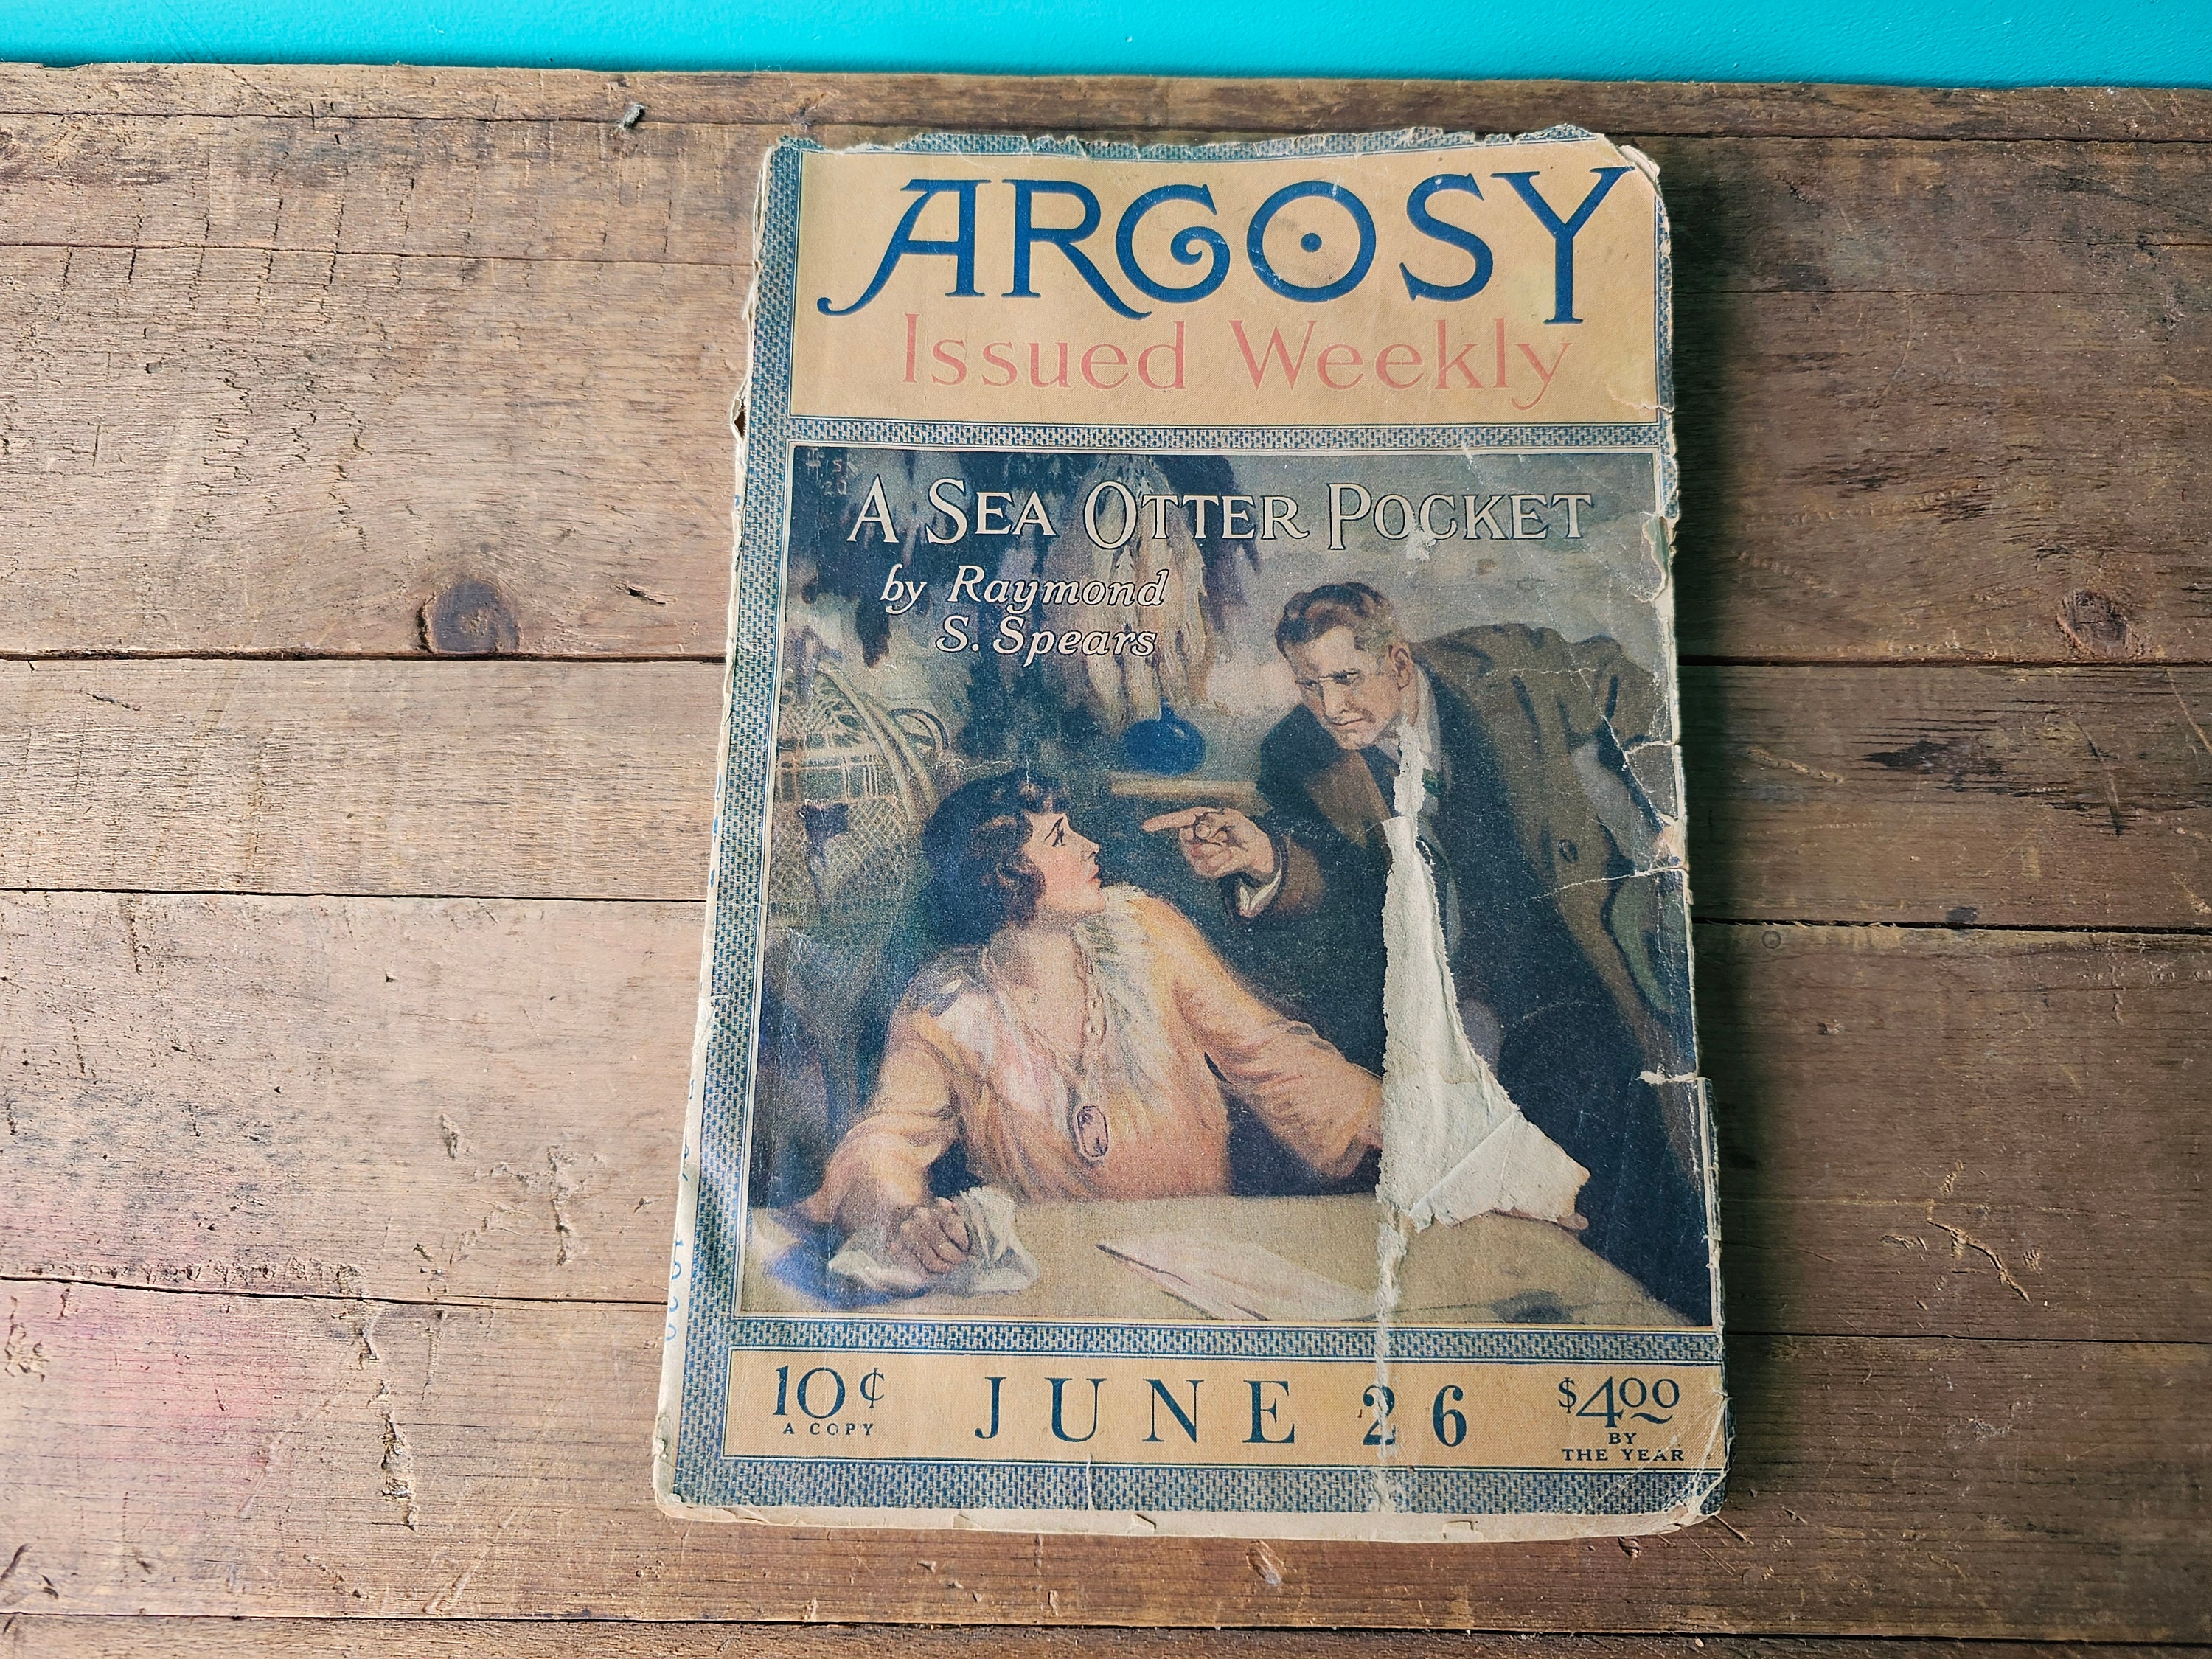 ARGOSY
Issued Weekly
A SEA OTTER POCKET
by Raymond
S. Spears
10¢
A COPY
JUNE 26
$4.00
BY
THE YEAR